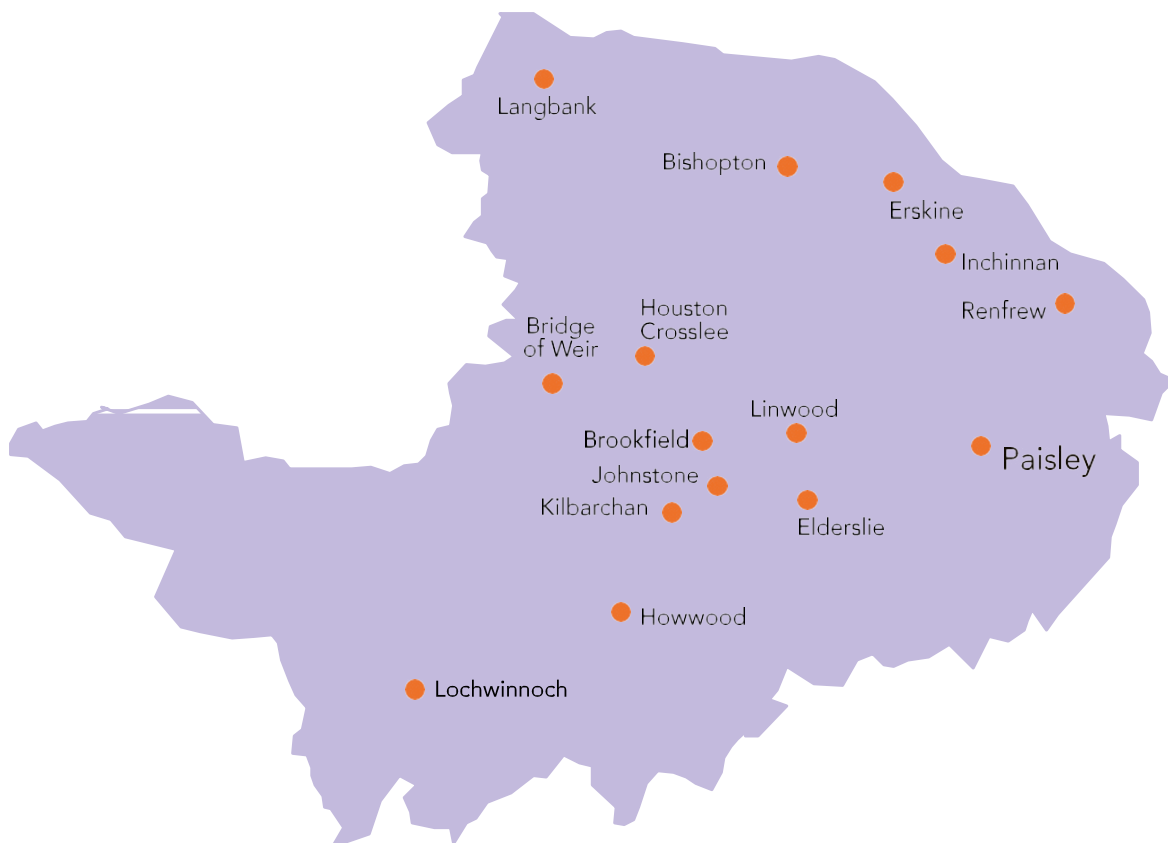 Langbank
Bishopton
Erskine
Inchinnan
Renfrew
Houston
Crosslee
Bridge
of Weir
Linwood
Brookfield
Paisley
Johnstone
Kilbarchan
Elderslie
Howwood
Lochwinnoch